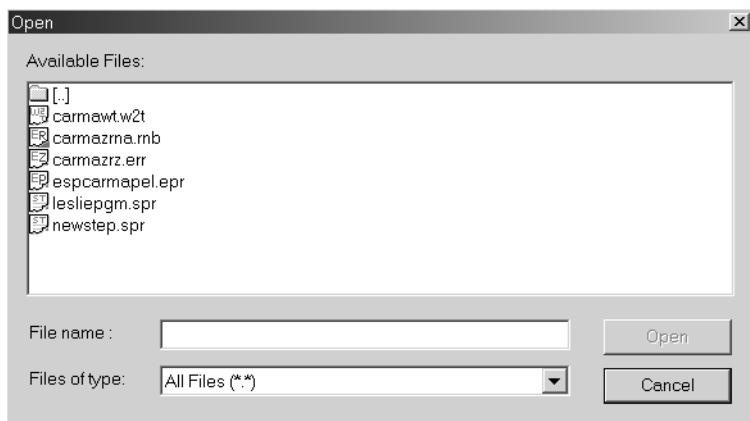 Open
Available Files:
[..]
carmawt.w2t
carmazrna.rnb
carmazrz.err
espcarmapel.epr
lesliepgm.spr
newstep.spr
File name :
Open
Files of type:
All Files (*.*)
Cancel